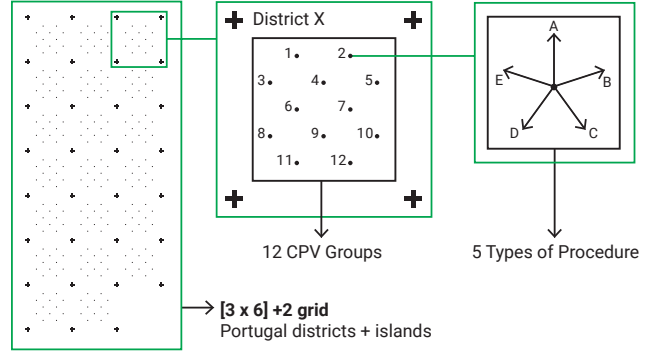 District X
1
2
3
4
5
6
7
8
9
10
11
12
12 CPV Groups
A
B
C
D
E
5 Types of Procedure
[3 x 6] +2 grid
Portugal districts + islands